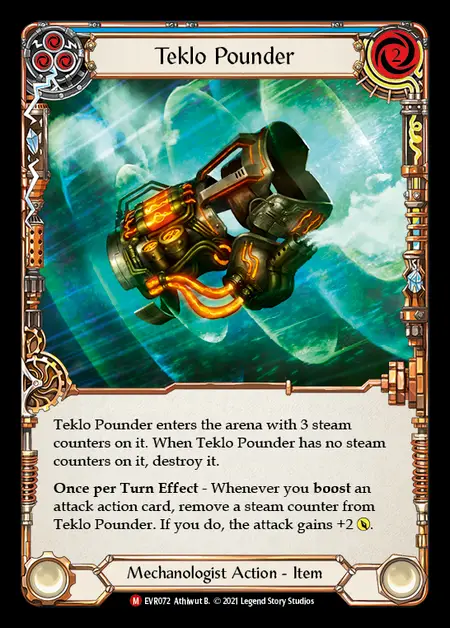 Teklo Pounder
2
Teklo Pounder enters the arena with 3 steam
counters on it. When Teklo Pounder has no steam
counters on it, destroy it.
Once per Turn Effect - Whenever you boost an
attack action card, remove a steam counter from
Teklo Pounder. If you do, the attack gains +2 .
Mechanologist Action - Item
M EVR072 Athiwut B. © 2021 Legend Story Studios